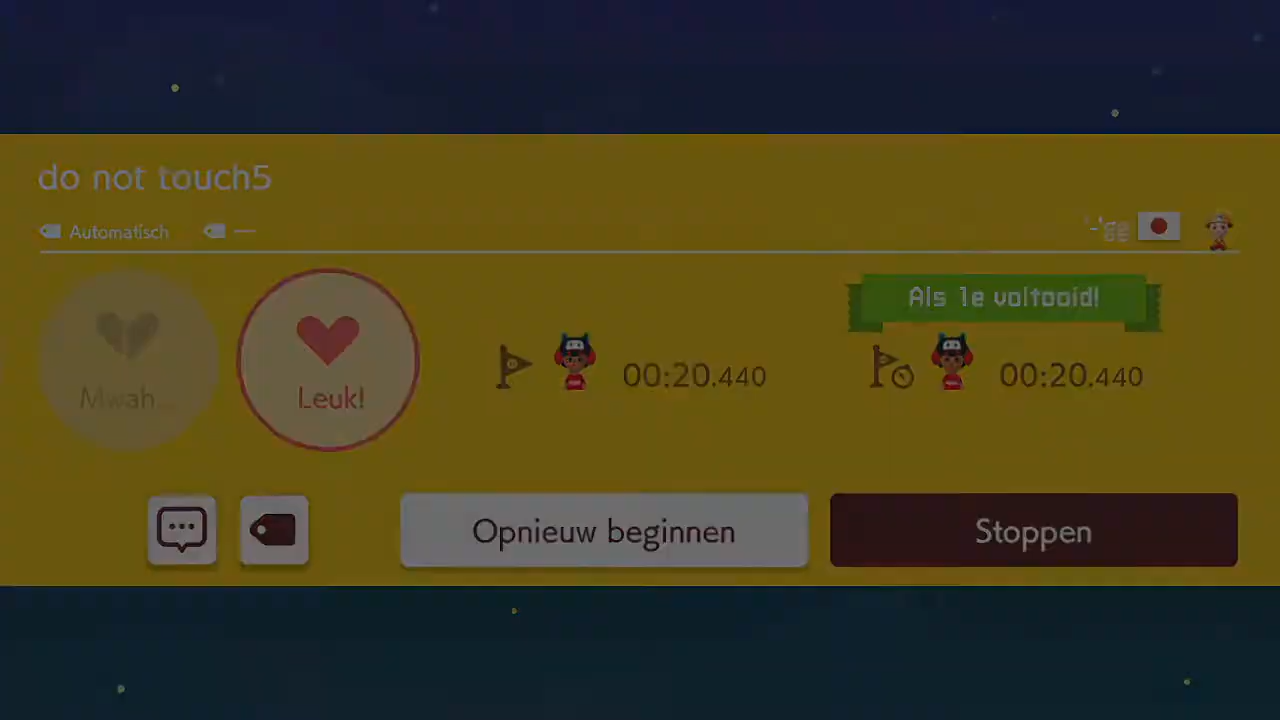 do not touch5
Automatisch —
Als 1e voltooid!
Mwah... Leuk! 00:20.440 00:20.440
Opnieuw beginnen Stoppen